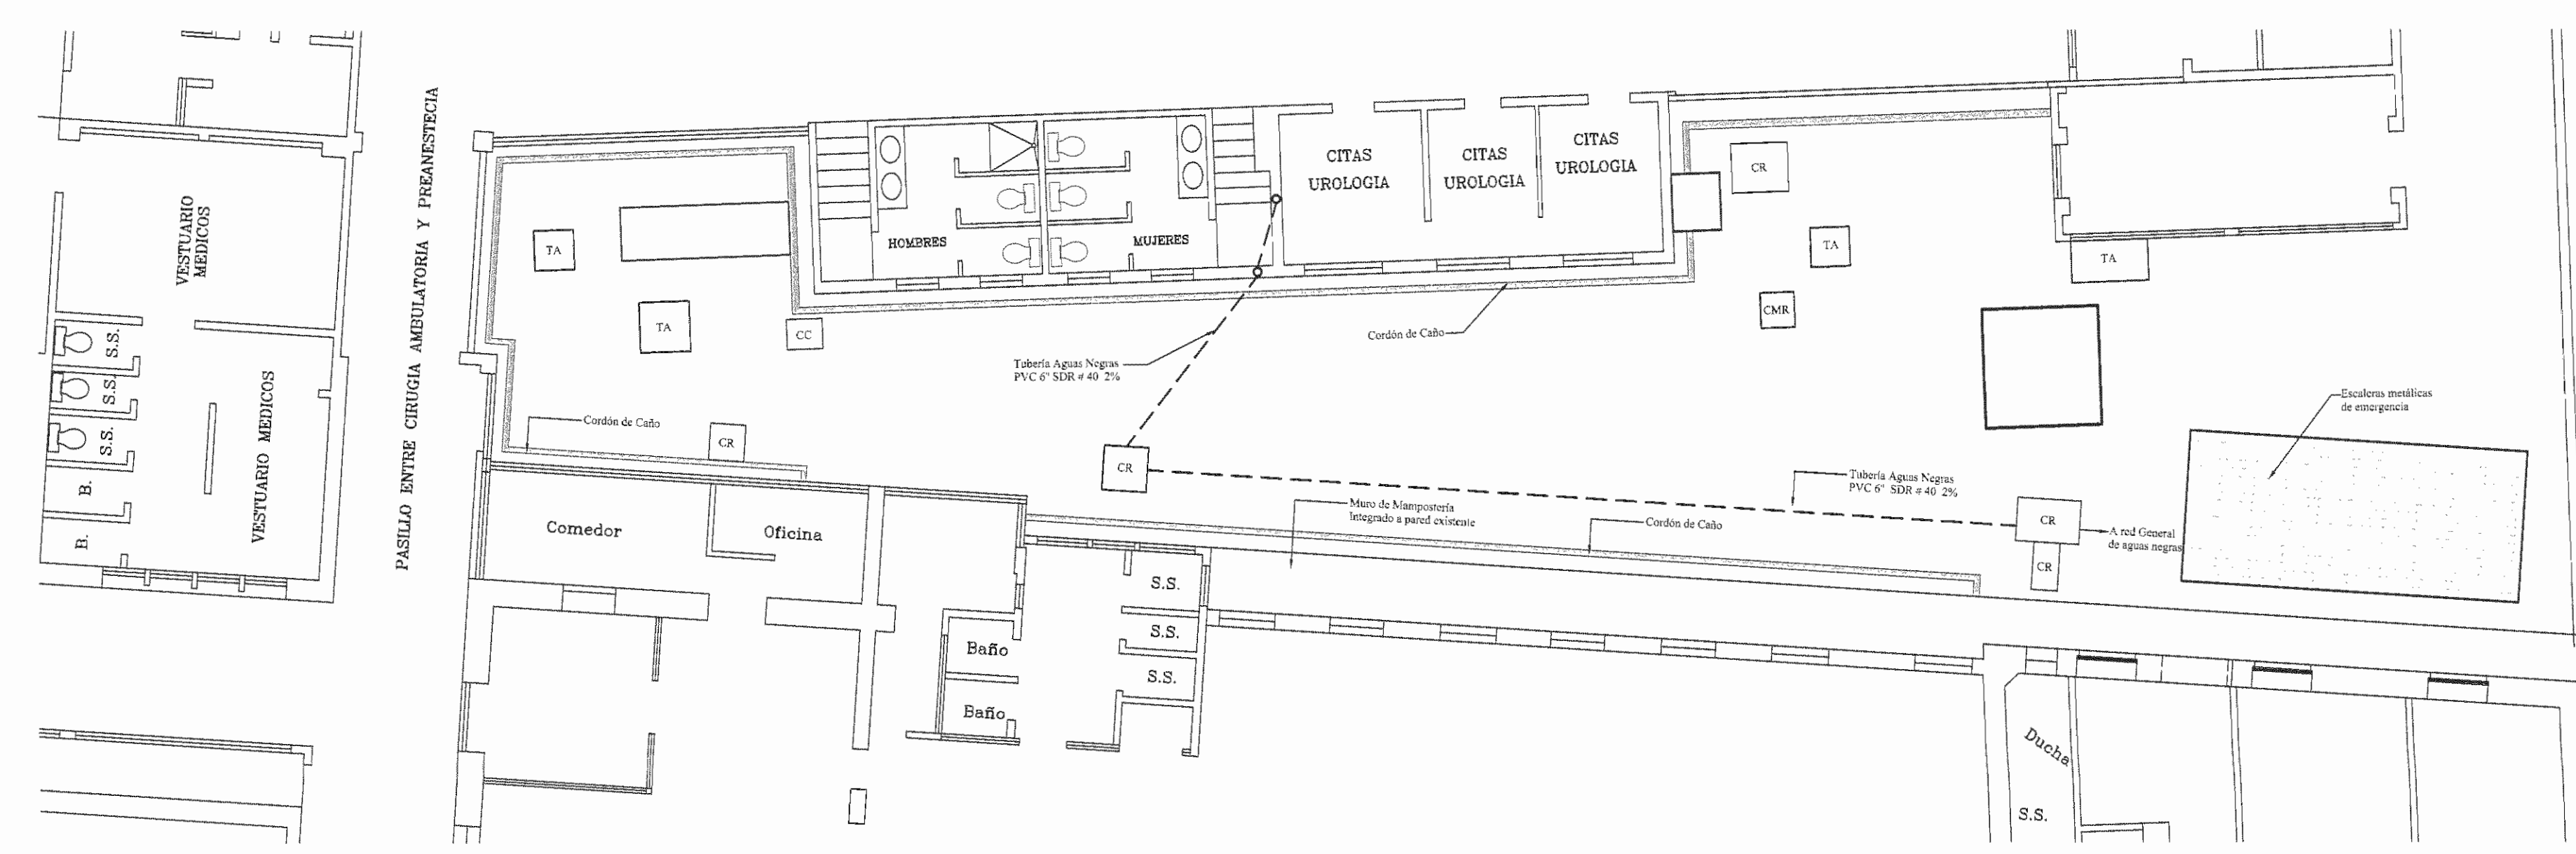 VESTUARIO
MEDICOS
S.S.
S.S.
S.S.
B.
B.
VESTUARIO MEDICOS
PASILLO ENTRE CIRUGIA AMBULATORIA Y PREANESTECIA
TA
TA
CC
HOMBRES
MUJERES
CITAS
UROLOGIA
CITAS
UROLOGIA
CITAS
UROLOGIA
CR
TA
TA
CMR
Cordón de Caño
Tubería Aguas Negras
PVC 6" SDR # 40 2%
Cordón de Caño
CR
CR
Escaleras metálicas
de emergencia
Tubería Aguas Negras
PVC 6" SDR # 40 2%
Muro de Mampostería
Integrado a pared existente
Cordón de Caño
CR
A red General
de aguas negras
CR
Comedor
Oficina
S.S.
S.S.
S.S.
Baño
Baño
Ducha
S.S.